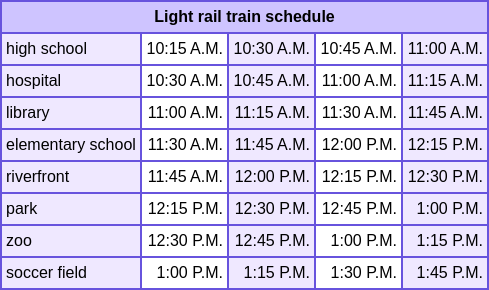 Light rail train schedule
high school 10:15 A.M. 10:30 A.M. 10:45 A.M. 11:00 A.M.
hospital 10:30 A.M. 10:45 A.M. 11:00 A.M. 11:15 A.M.
library 11:00 A.M. 11:15 A.M. 11:30 A.M. 11:45 A.M.
elementary school 11:30 A.M. 11:45 A.M. 12:00 P.M. 12:15 P.M.
riverfront 11:45 A.M. 12:00 P.M. 12:15 P.M. 12:30 P.M.
park 12:15 P.M. 12:30 P.M. 12:45 P.M. 1:00 P.M.
zoo 12:30 P.M. 12:45 P.M. 1:00 P.M. 1:15 P.M.
soccer field 1:00 P.M. 1:15 P.M. 1:30 P.M. 1:45 P.M.